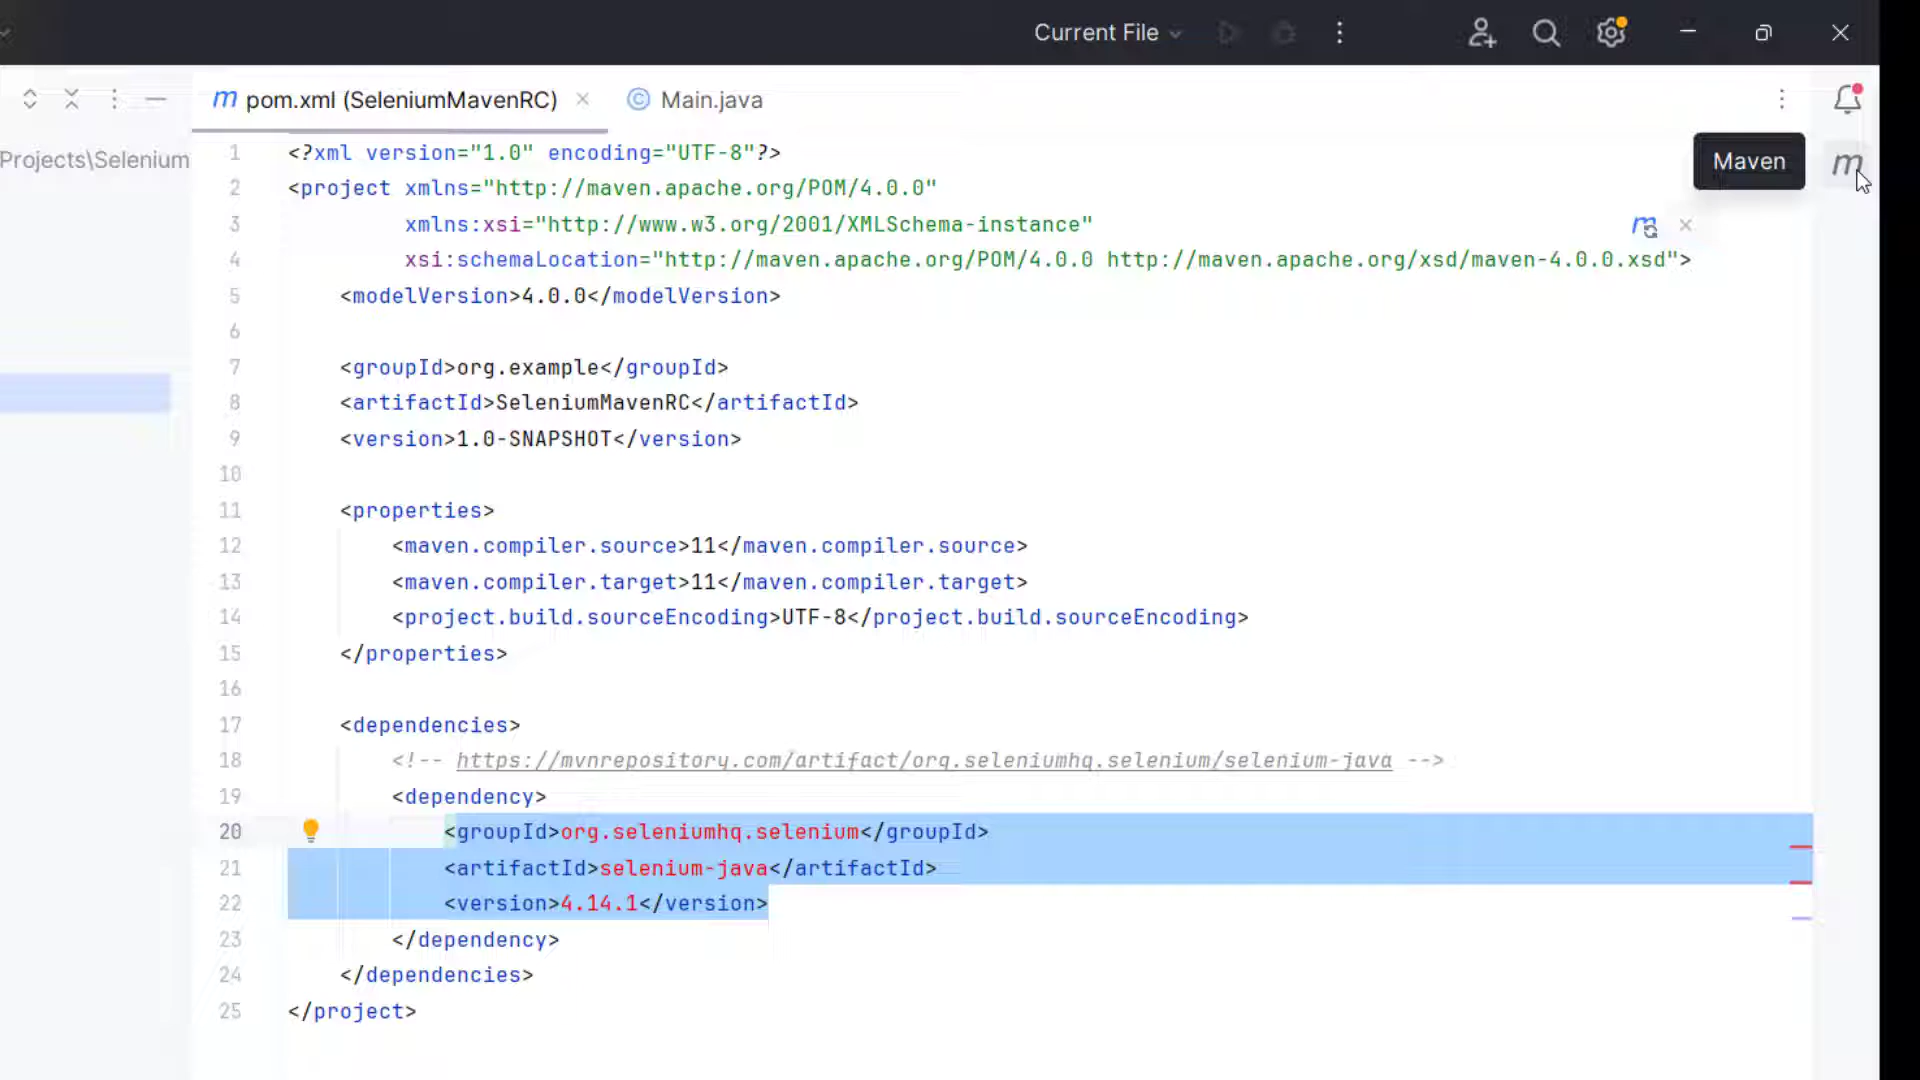 Current File
pom.xml (SeleniumMavenRC)
Main.java
Projects\Selenium
Maven
1 <?xml version="1.0" encoding="UTF-8"?>
2 <project xmlns="http://maven.apache.org/POM/4.0.0"
3 xmlns:xsi="http://www.w3.org/2001/XMLSchema-instance"
4 xsi:schemaLocation="http://maven.apache.org/POM/4.0.0 http://maven.apache.org/xsd/maven-4.0.0.xsd">
5 <modelVersion>4.0.0</modelVersion>
6
7 <groupId>org.example</groupId>
8 <artifactId>SeleniumMavenRC</artifactId>
9 <version>1.0-SNAPSHOT</version>
10
11 <properties>
12 <maven.compiler.source>11</maven.compiler.source>
13 <maven.compiler.target>11</maven.compiler.target>
14 <project.build.sourceEncoding>UTF-8</project.build.sourceEncoding>
15 </properties>
16
17 <dependencies>
18 <!-- https://mvnrepository.com/artifact/org.seleniumhq.selenium/selenium-java -->
19 <dependency>
20 <groupId>org.seleniumhq.selenium</groupId>
21 <artifactId>selenium-java</artifactId>
22 <version>4.14.1</version>
23 </dependency>
24 </dependencies>
25 </project>